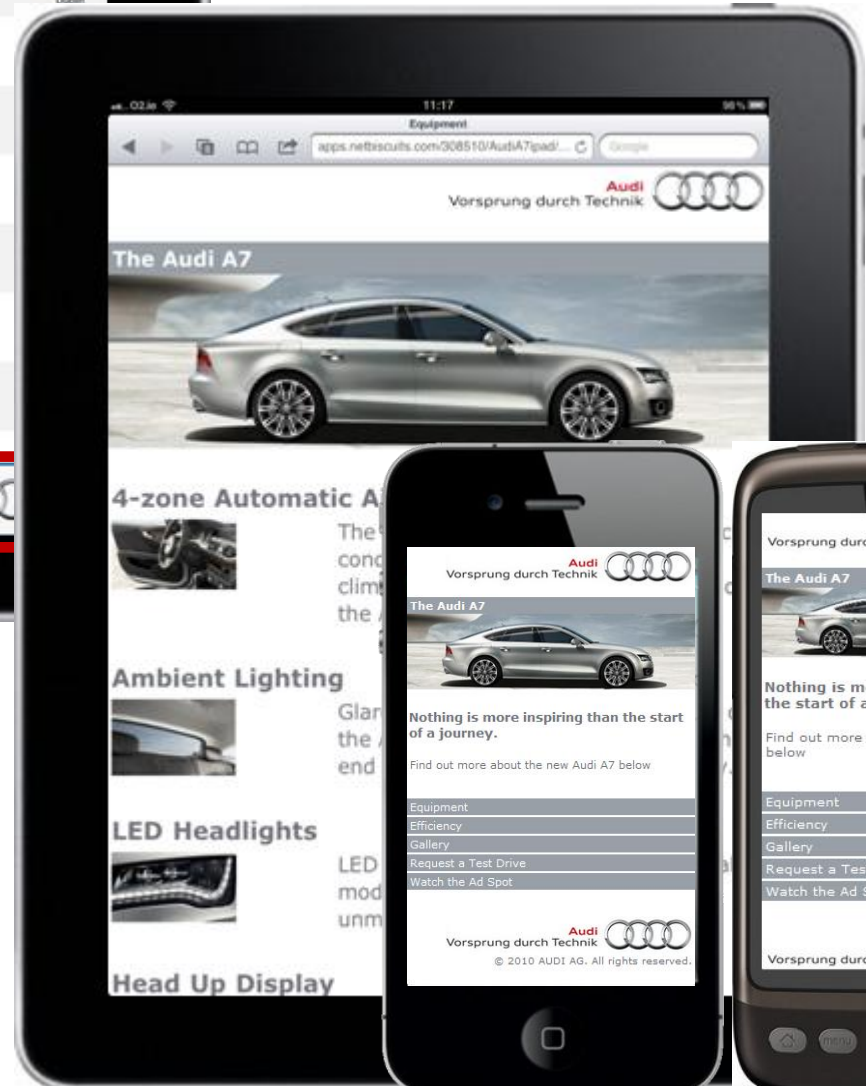 O2.ie
11:17
98%
Equipment
apps.netbiscuits.com/308510/AudiA7ipad/...
Google
Audi
Vorsprung durch Technik
The Audi A7
4-zone Automatic A
The
cond
clim
the
Ambient Lighting
Glar
the
end
LED Headlights
LED
mod
unm
Head Up Display
Audi
Vorsprung durch Technik
The Audi A7
Nothing is more inspiring than the start
of a journey.
Find out more about the new Audi A7 below
Equipment
Efficiency
Gallery
Request a Test Drive
Watch the Ad Spot
Audi
Vorsprung durch Technik
© 2010 AUDI AG. All rights reserved.
Vorsprung durc
The Audi A7
Nothing is m
the start of a
Find out more
below
Equipment
Efficiency
Gallery
Request a Tes
Watch the Ad S
Vorsprung durc
menu